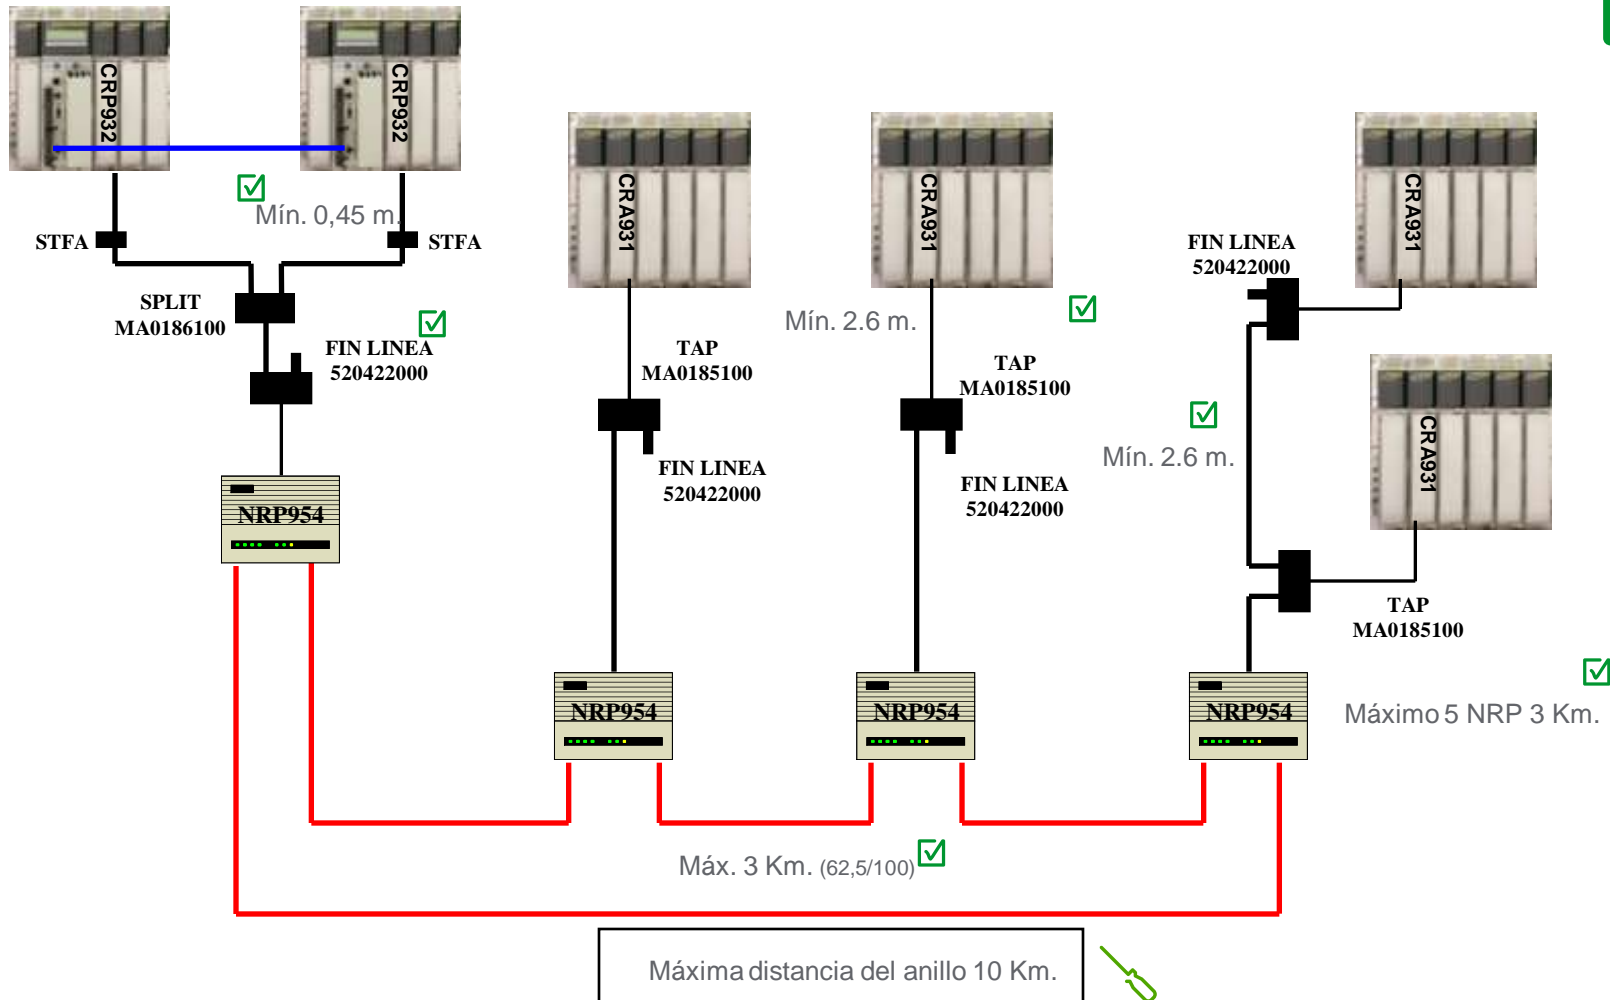 CRP932
CRP932
Mín. 0,45 m.
STFA
STFA
SPLIT
MA0186100
FIN LINEA
520422000
NRP954
CRA931
TAP
MA0185100
FIN LINEA
520422000
NRP954
CRA931
Mín. 2.6 m.
TAP
MA0185100
FIN LINEA
520422000
NRP954
CRA931
FIN LINEA
520422000
Mín. 2.6 m.
CRA931
TAP
MA0185100
NRP954
Máximo 5 NRP 3 Km.
Máx. 3 Km. (62,5/100)
Máxima distancia del anillo 10 Km.